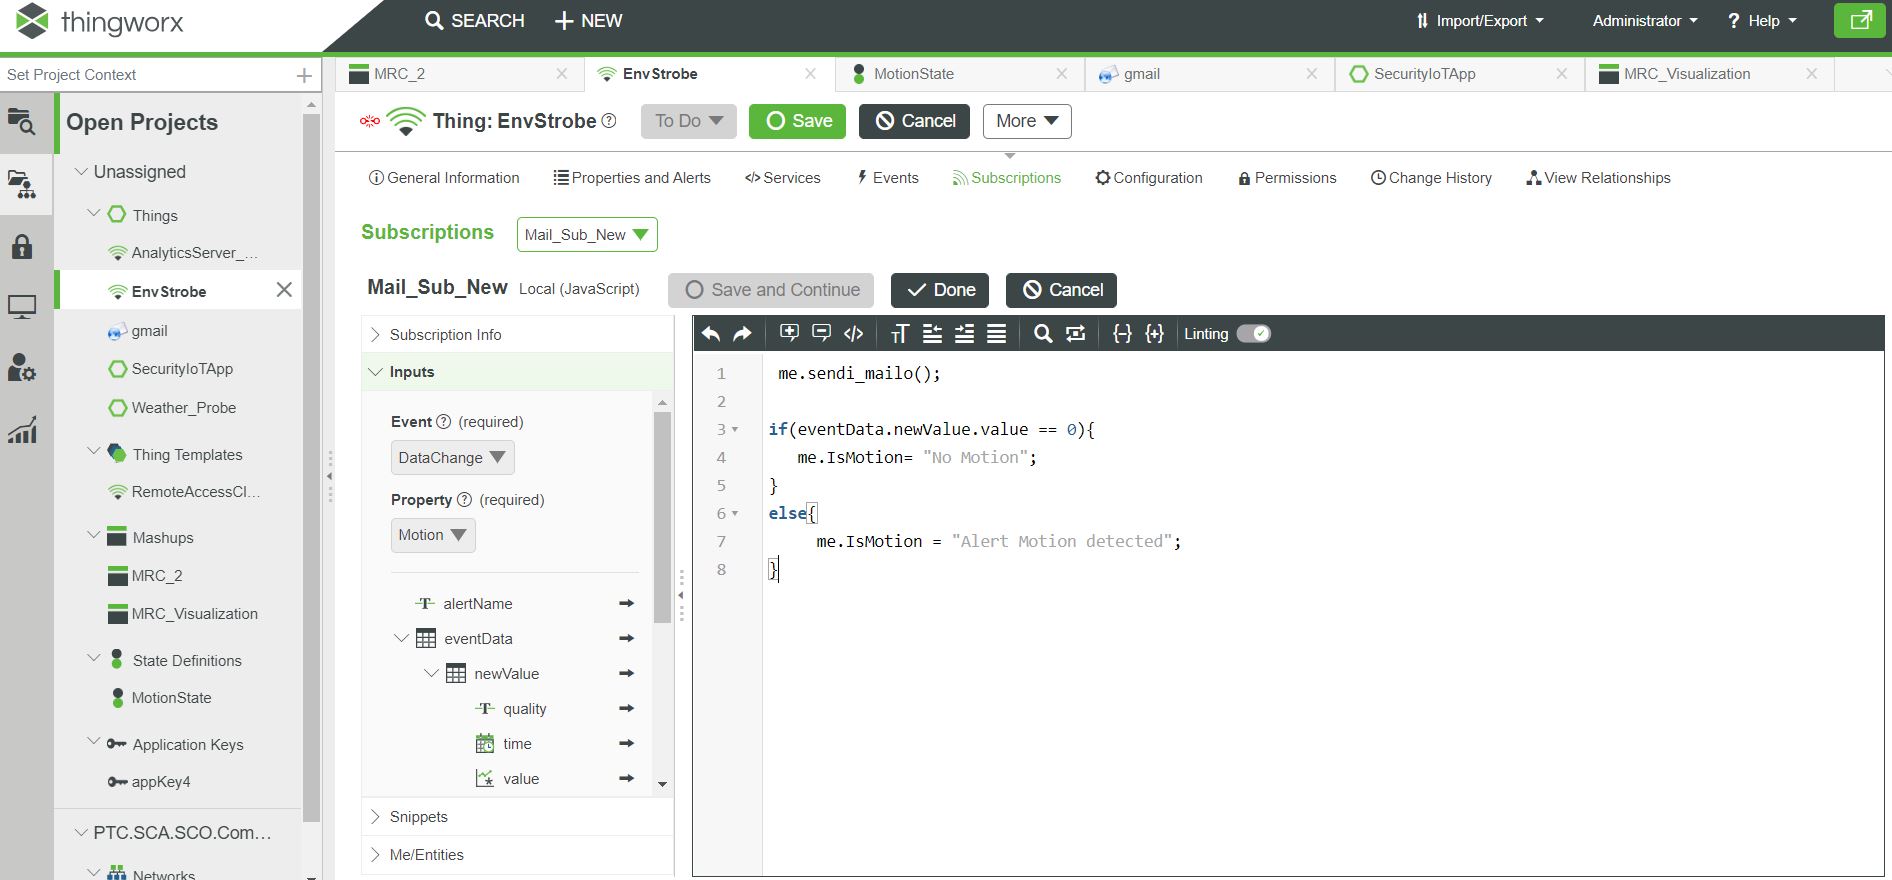 thingworx
SEARCH
NEW
Import/Export
Administrator
? Help
Set Project Context
MRC_2
EnvStrobe
MotionState
gmail
SecurityIoTApp
MRC_Visualization
Open Projects
Unassigned
Things
AnalyticsServer_...
EnvStrobe
gmail
SecurityIoTApp
Weather_Probe
Thing Templates
RemoteAccessCl...
Mashups
MRC_2
MRC_Visualization
State Definitions
MotionState
Application Keys
appKey4
PTC.SCA.SCO.Com...
Networks
Thing: EnvStrobe
To Do
Save
Cancel
More
General Information
Properties and Alerts
Services
Events
Subscriptions
Configuration
Permissions
Change History
View Relationships
Subscriptions
Mail_Sub_New
Mail_Sub_New Local (JavaScript)
Save and Continue
Done
Cancel
Subscription Info
Inputs
Event (required)
DataChange
Property (required)
Motion
alertName
eventData
newValue
quality
time
value
Snippets
Me/Entities
Linting
1 me.sendi_mailo();
2
3 if(eventData.newValue.value == 0){
4 me.IsMotion= "No Motion";
5 }
6 else{
7 me.IsMotion = "Alert Motion detected";
8 }